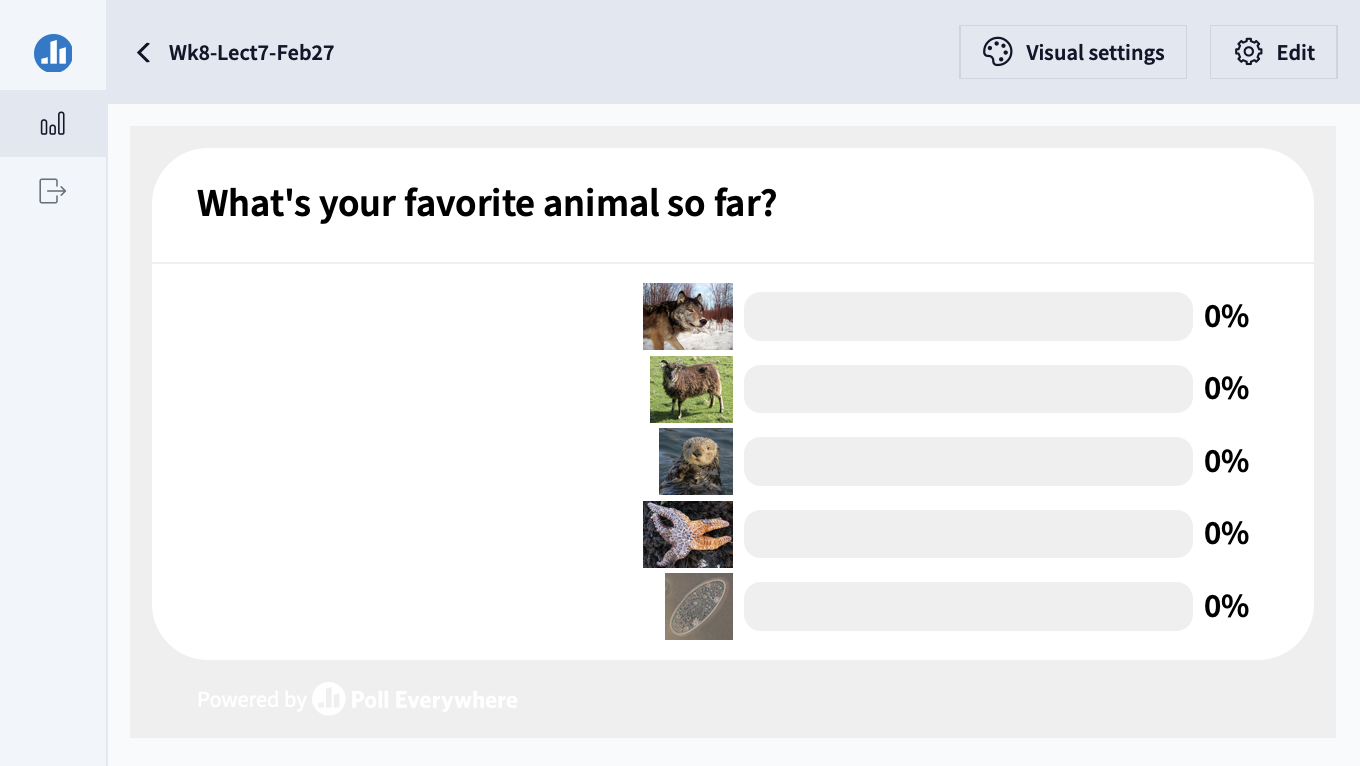 Wk8-Lect7-Feb27
Visual settings
Edit
What's your favorite animal so far?
0%
0%
0%
0%
0%
Powered by Poll Everywhere